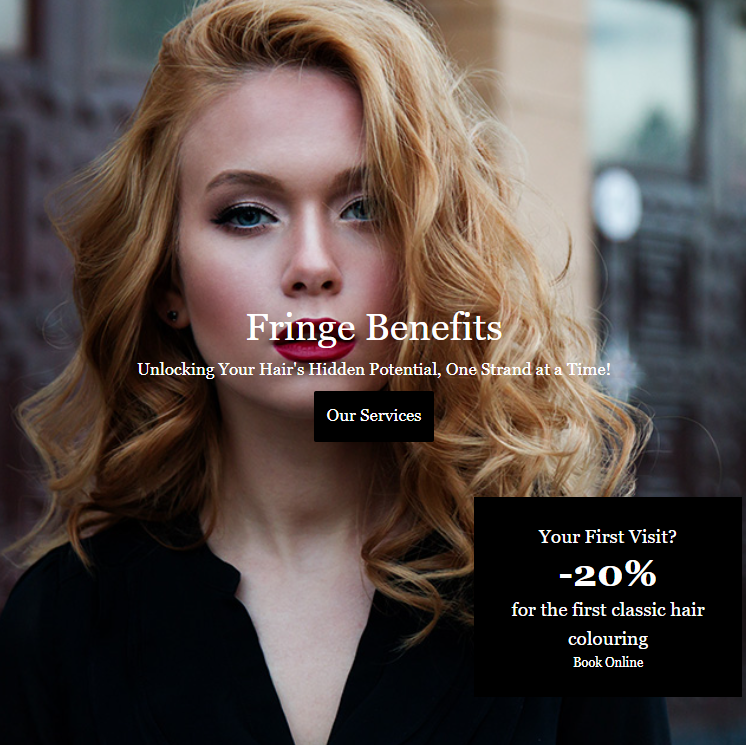 Fringe Benefits
Unlocking Your Hair's Hidden Potential, One Strand at a Time!
Our Services
Your First Visit?
-20%
for the first classic hair
colouring
Book Online